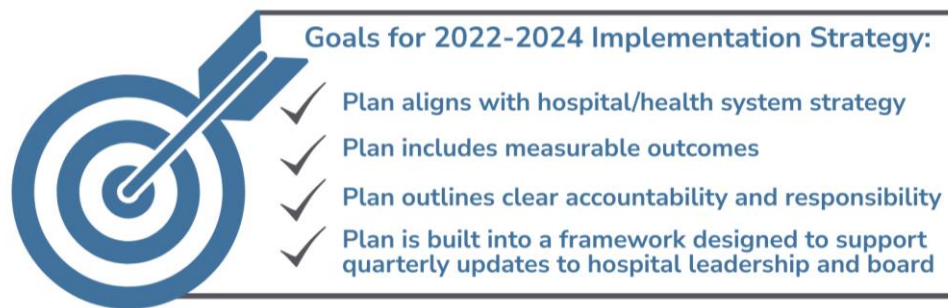 Goals for 2022-2024 Implementation Strategy:
Plan aligns with hospital/health system strategy
Plan includes measurable outcomes
Plan outlines clear accountability and responsibility
Plan is built into a framework designed to support
quarterly updates to hospital leadership and board